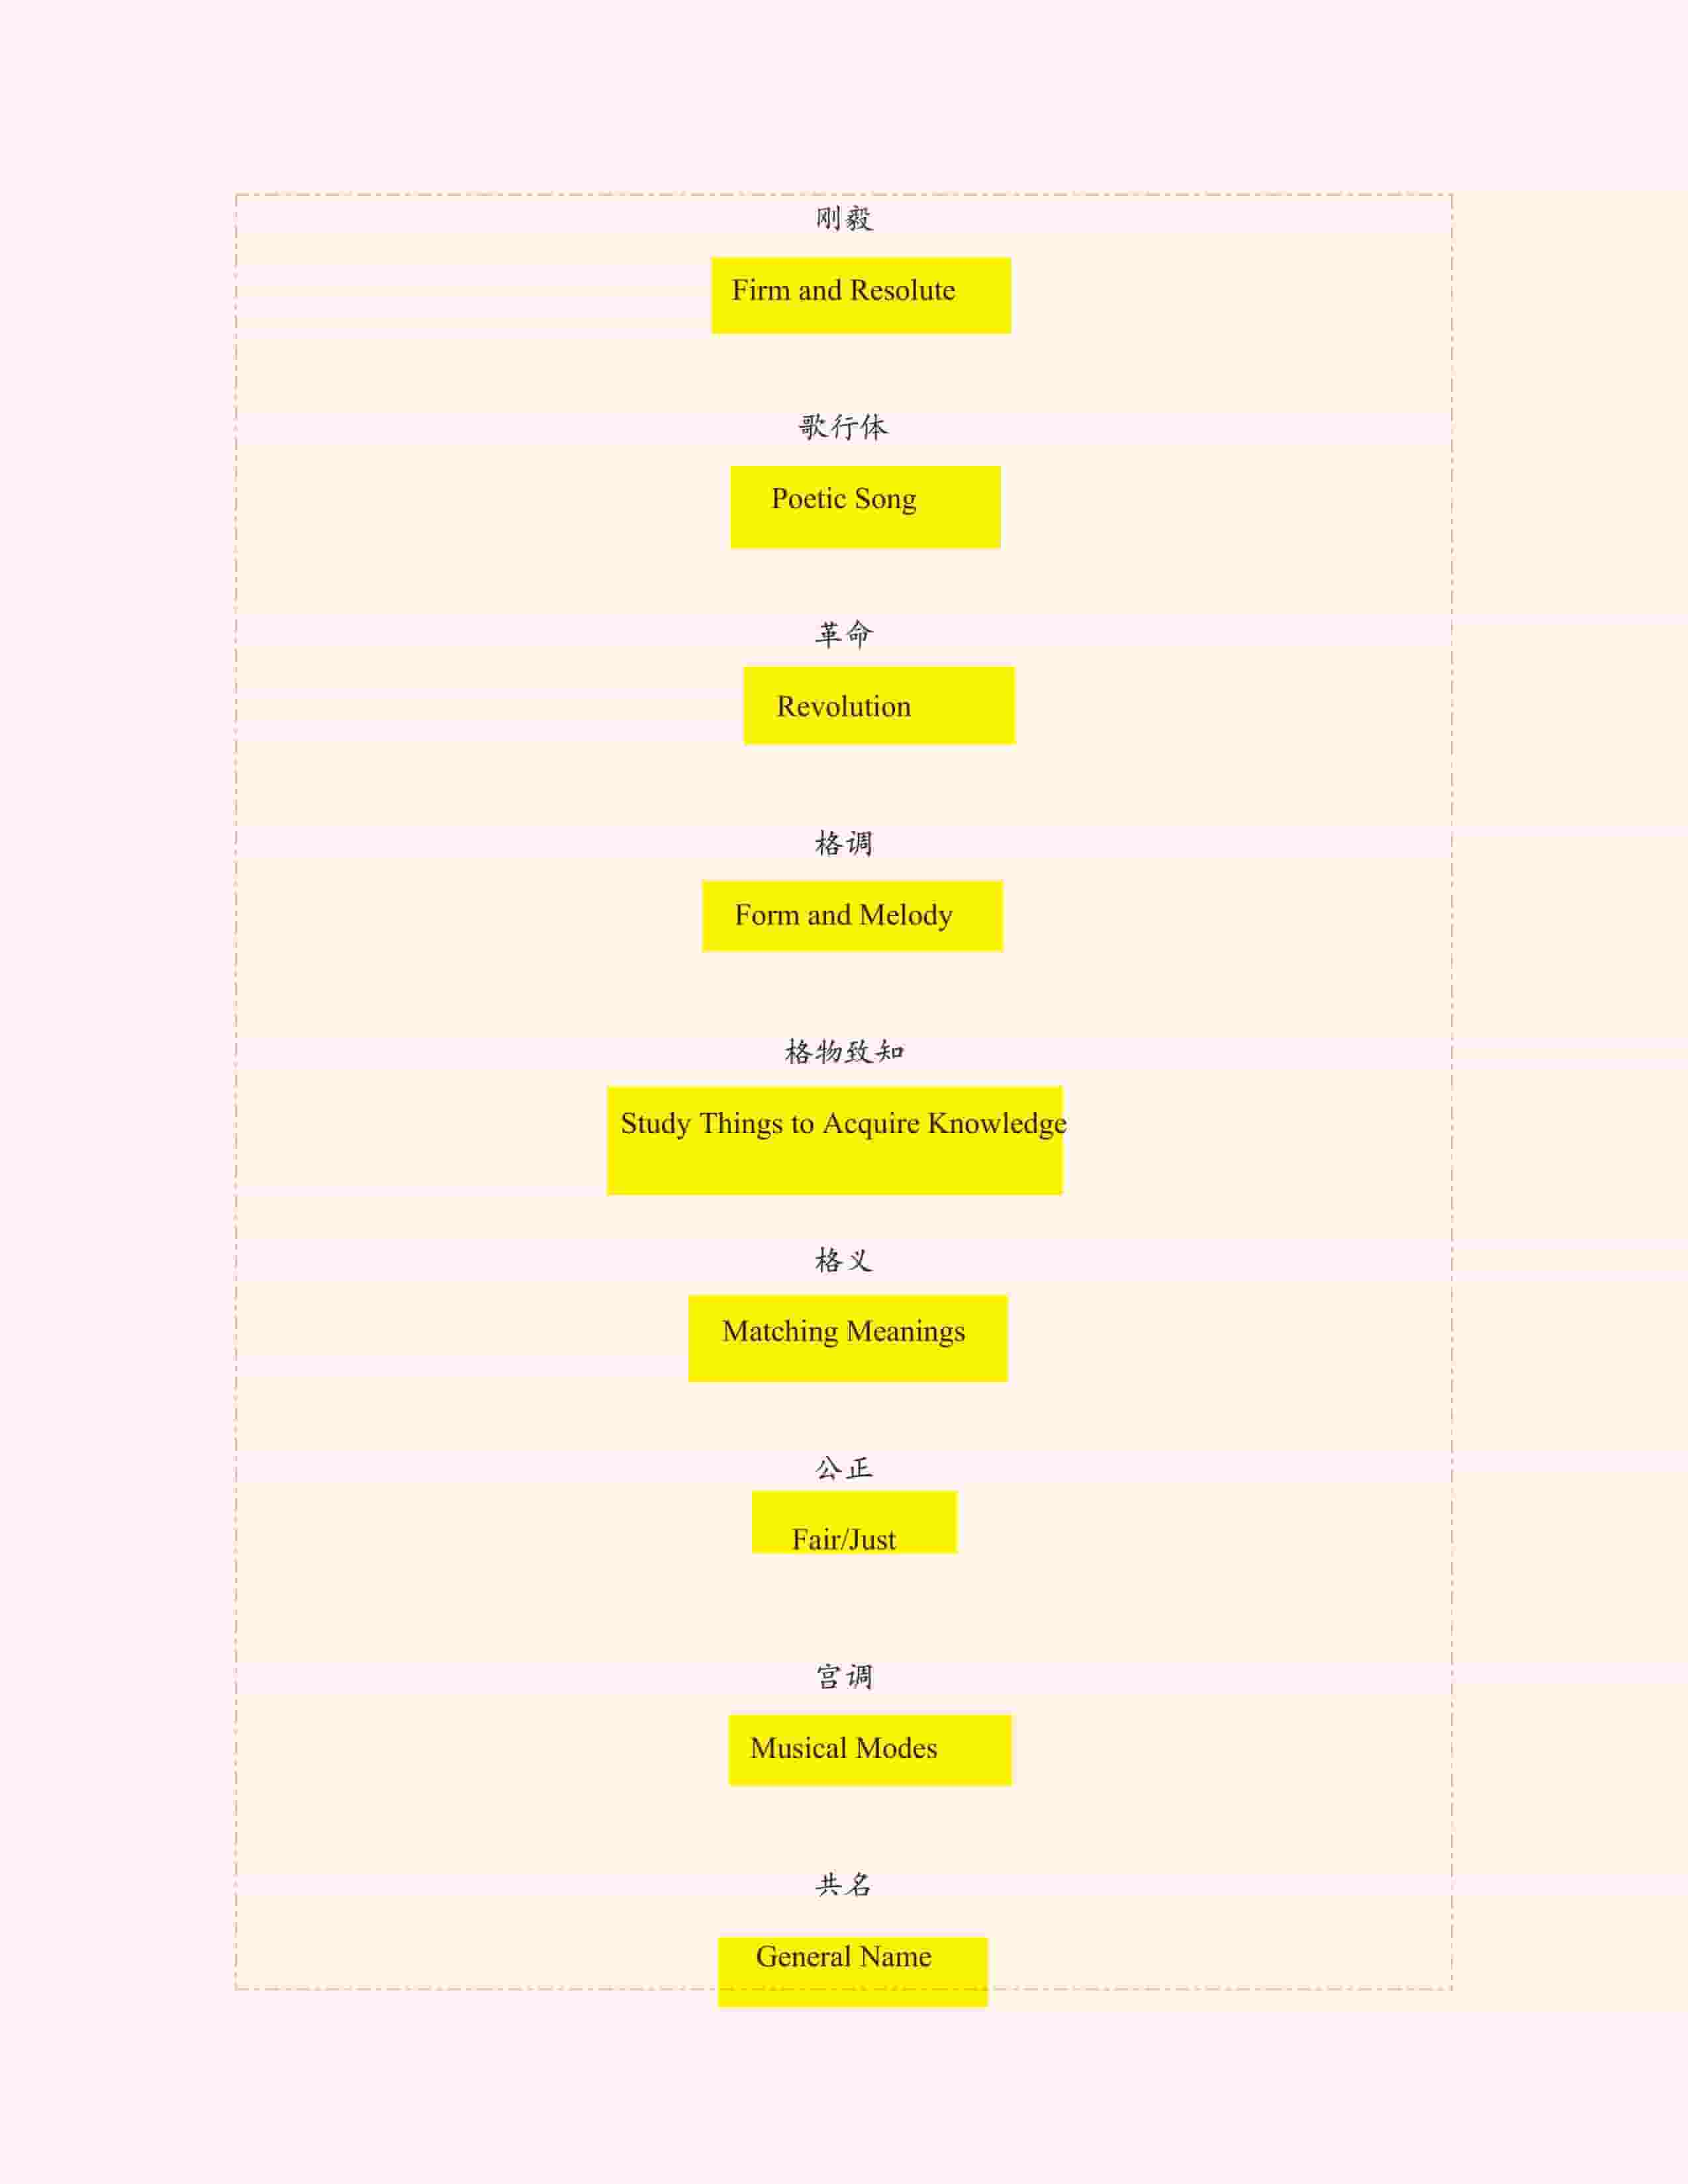 刚毅
Firm and Resolute
歌行体
Poetic Song
革命
Revolution
格调
Form and Melody
格物致知
Study Things to Acquire Knowledge
格义
Matching Meanings
公正
Fair/Just
宫调
Musical Modes
共名
General Name